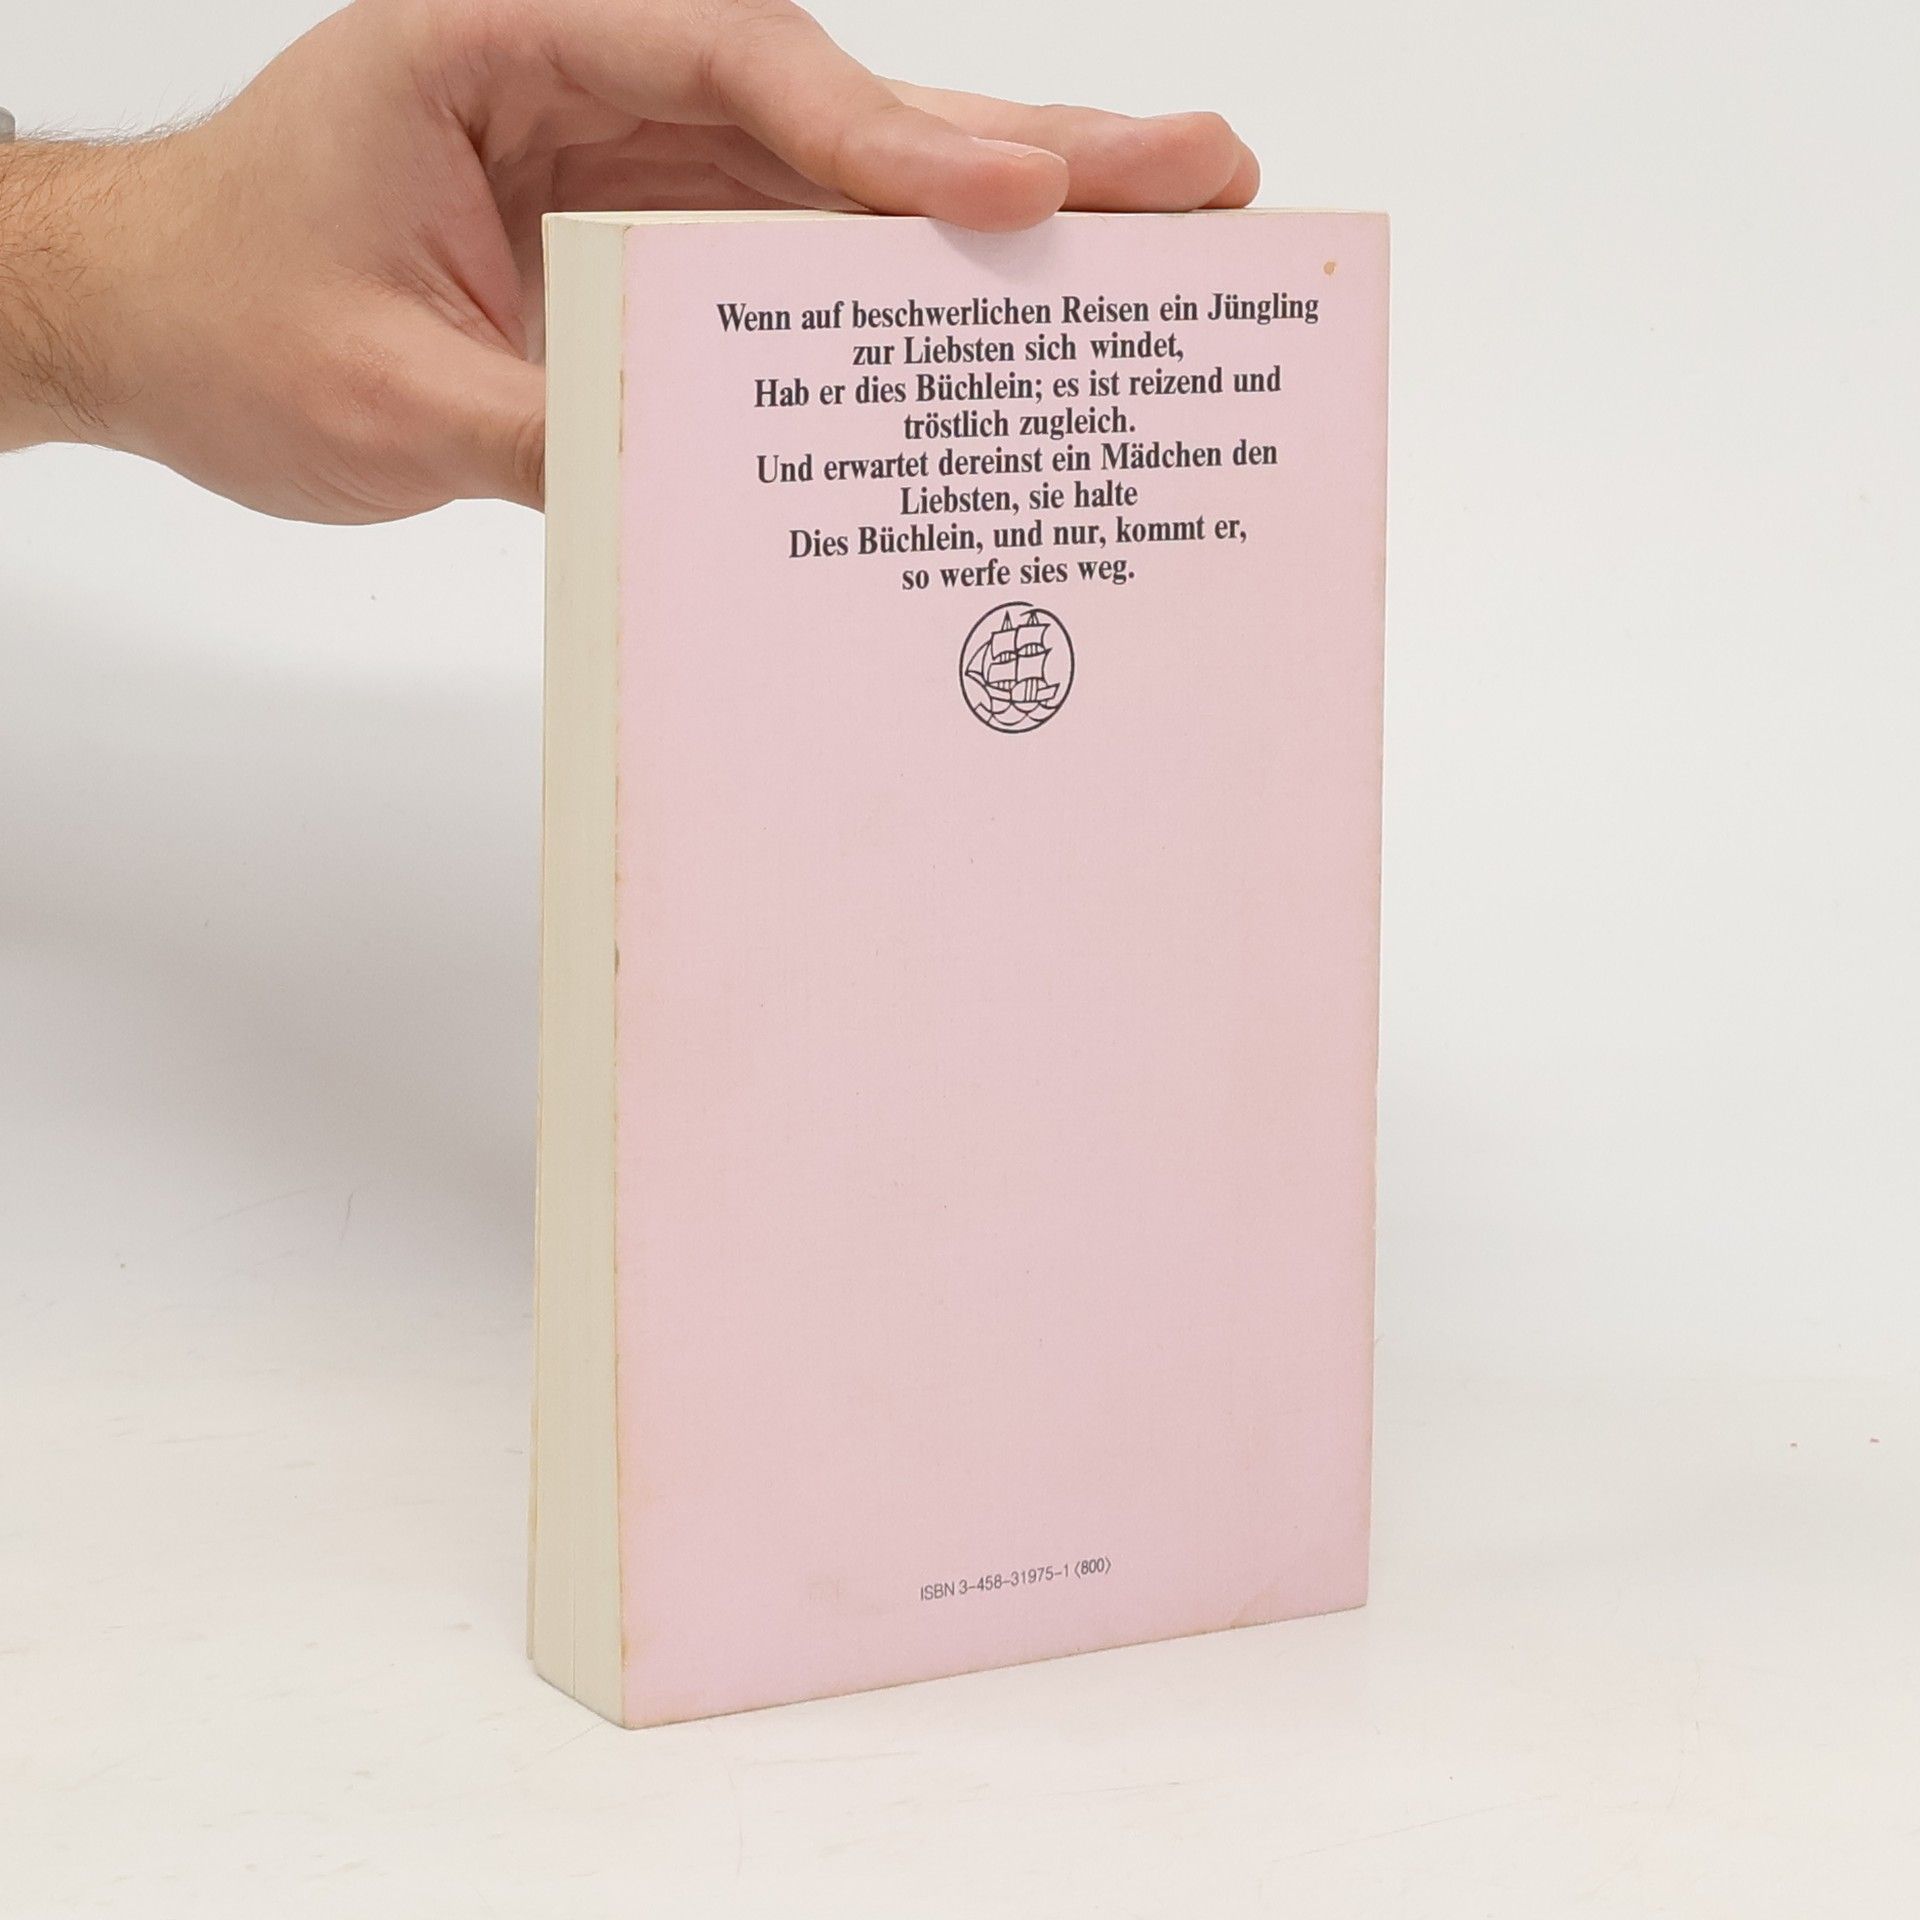 Wenn auf beschwerlichen Reisen ein Jüngling
zur Liebsten sich windet,
Hab er dies Büchlein; es ist reizend und
tröstlich zugleich.
Und erwartet dereinst ein Mädchen den
Liebsten, sie halte
Dies Büchlein, und nur, kommt er,
so werfe sies weg.
ISBN 3-458-31975-1 〈800〉